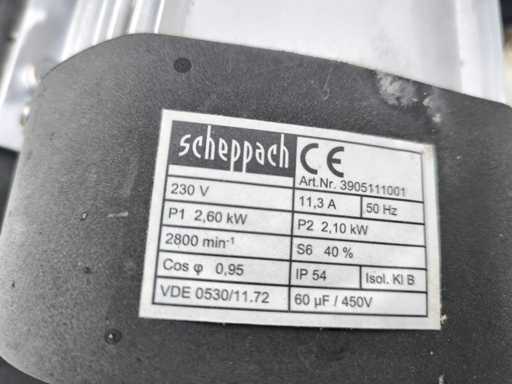 scheppach CE
Art.Nr. 3905111001
230 V 11,3 A 50 Hz
P1 2,60 kW P2 2,10 kW
2800 min-1 S6 40 %
Cos φ 0,95 IP 54 Isol. Kl B
VDE 0530/11.72 60 µF / 450V